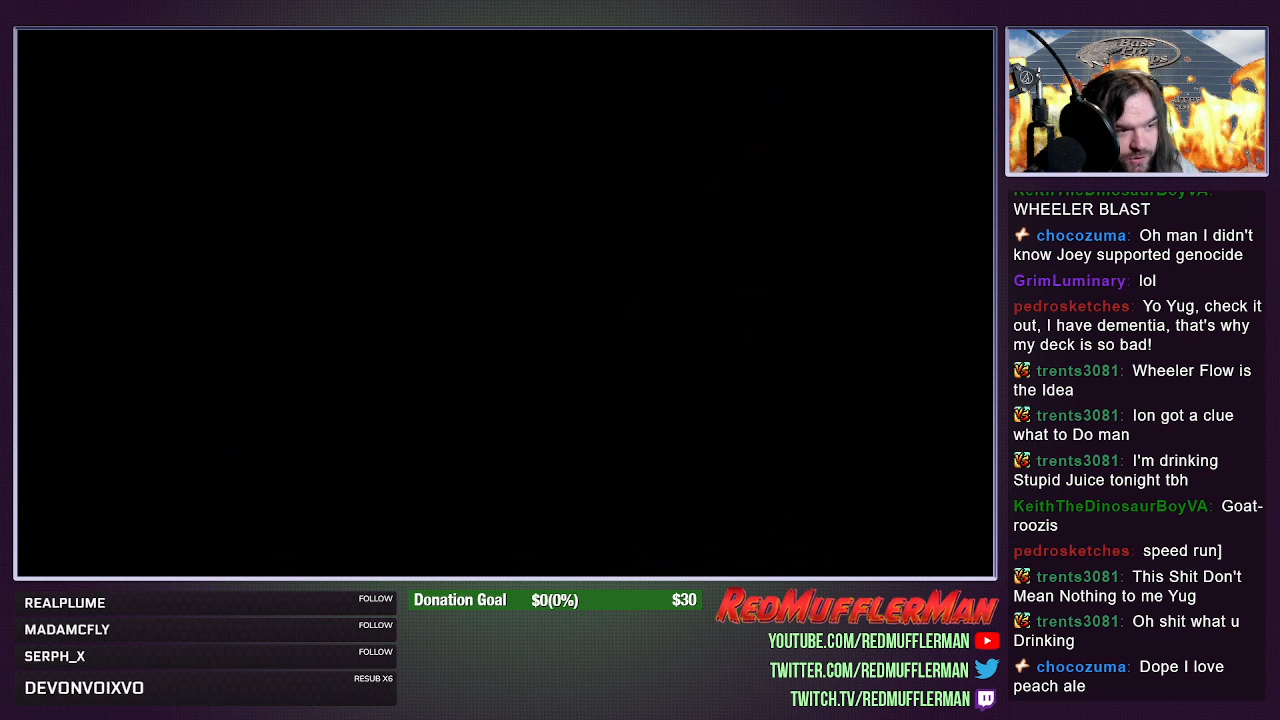 Bass
Pro
Shops
KeithTheDinosaurBoyVA:
WHEELER BLAST
chocozuma: Oh man I didn't
know Joey supported genocide
GrimLuminary: lol
pedrosketches: Yo Yug, check it
out, I have dementia, that's why
my deck is so bad!
trents3081: Wheeler Flow is
the Idea
trents3081: Ion got a clue
what to Do man
trents3081: I'm drinking
Stupid Juice tonight tbh
KeithTheDinosaurBoyVA: Goat-
roozis
pedrosketches: speed run]
trents3081: This Shit Don't
Mean Nothing to me Yug
trents3081: Oh shit what u
Drinking
chocozuma: Dope I love
peach ale
REALPLUME FOLLOW
MADAMCFLY FOLLOW
SERPH_X FOLLOW
DEVONVOIXVO RESUB X6
Donation Goal $0(0%) $30
REDMUFFLERMAN
YOUTUBE.COM/REDMUFFLERMAN
TWITTER.COM/REDMUFFLERMAN
TWITCH.TV/REDMUFFLERMAN